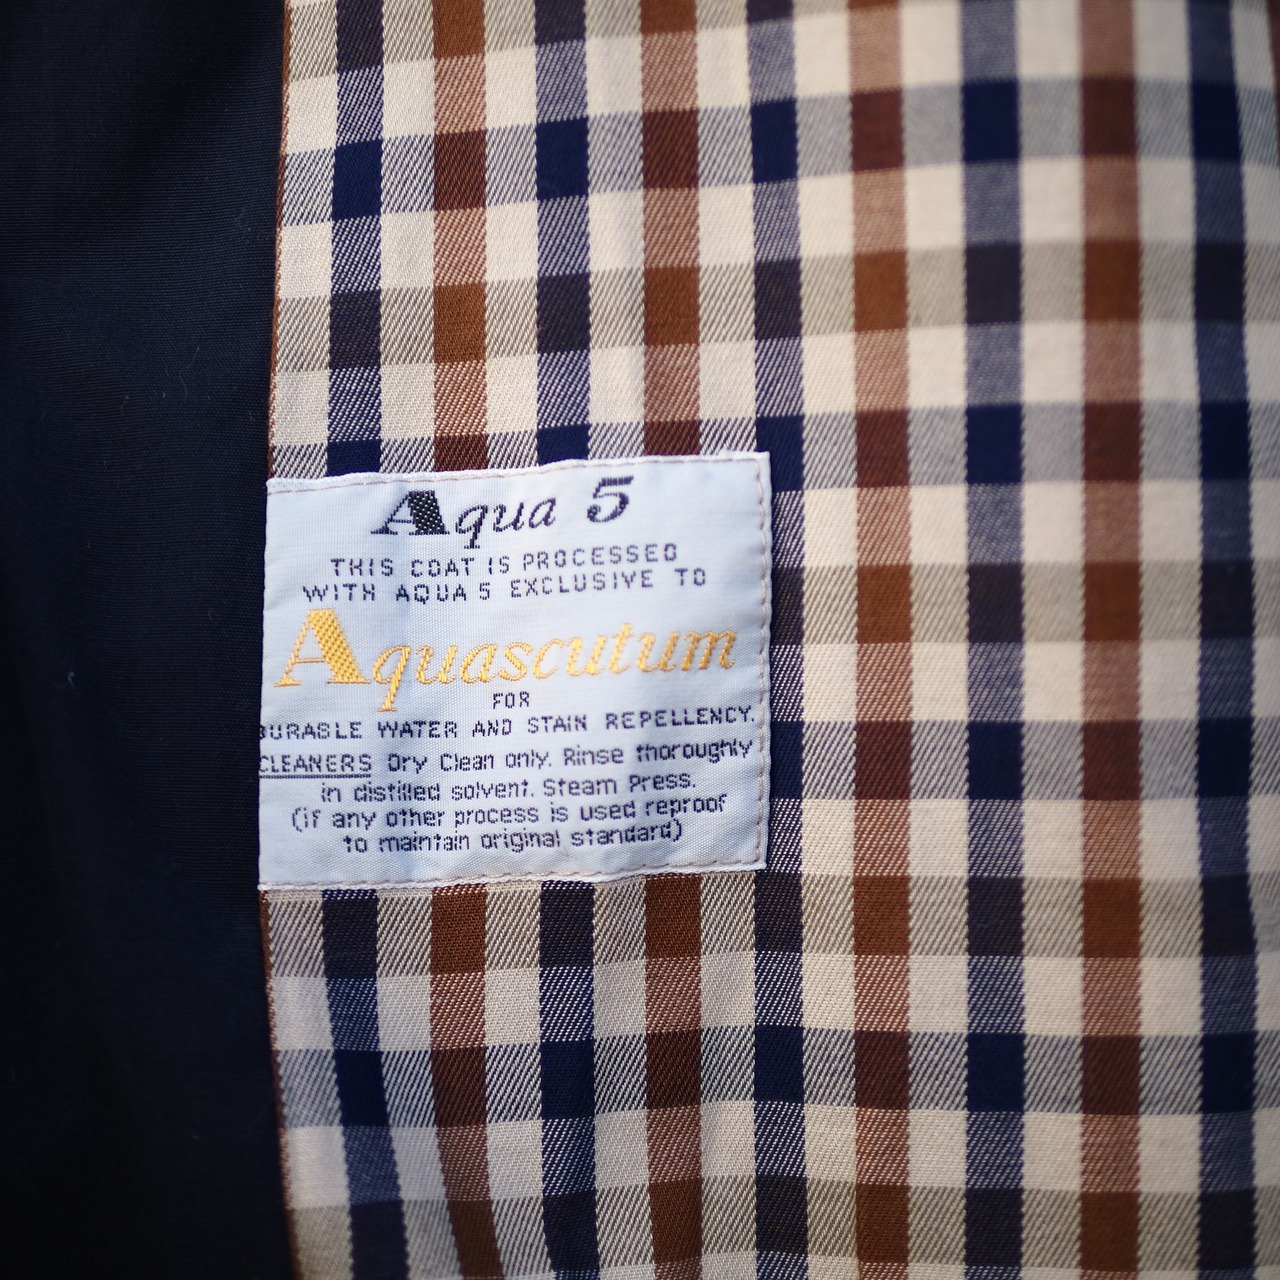 Aqua 5
THIS COAT IS PROCESSED
WITH AQUA 5 EXCLUSIVE TO
Aquascutum
FOR
DURABLE WATER AND STAIN REPELLENCY.
CLEANERS Dry Clean only. Rinse thoroughly
in distilled solvent. Steam Press.
(if any other process is used reproof
to maintain original standard)